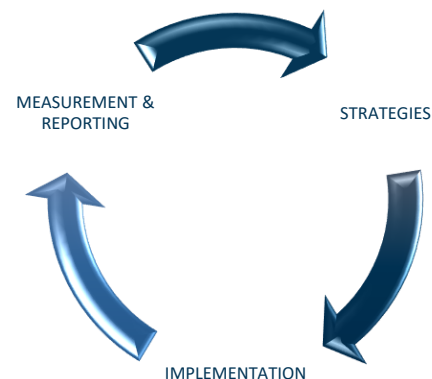 MEASUREMENT &
REPORTING
STRATEGIES
IMPLEMENTATION